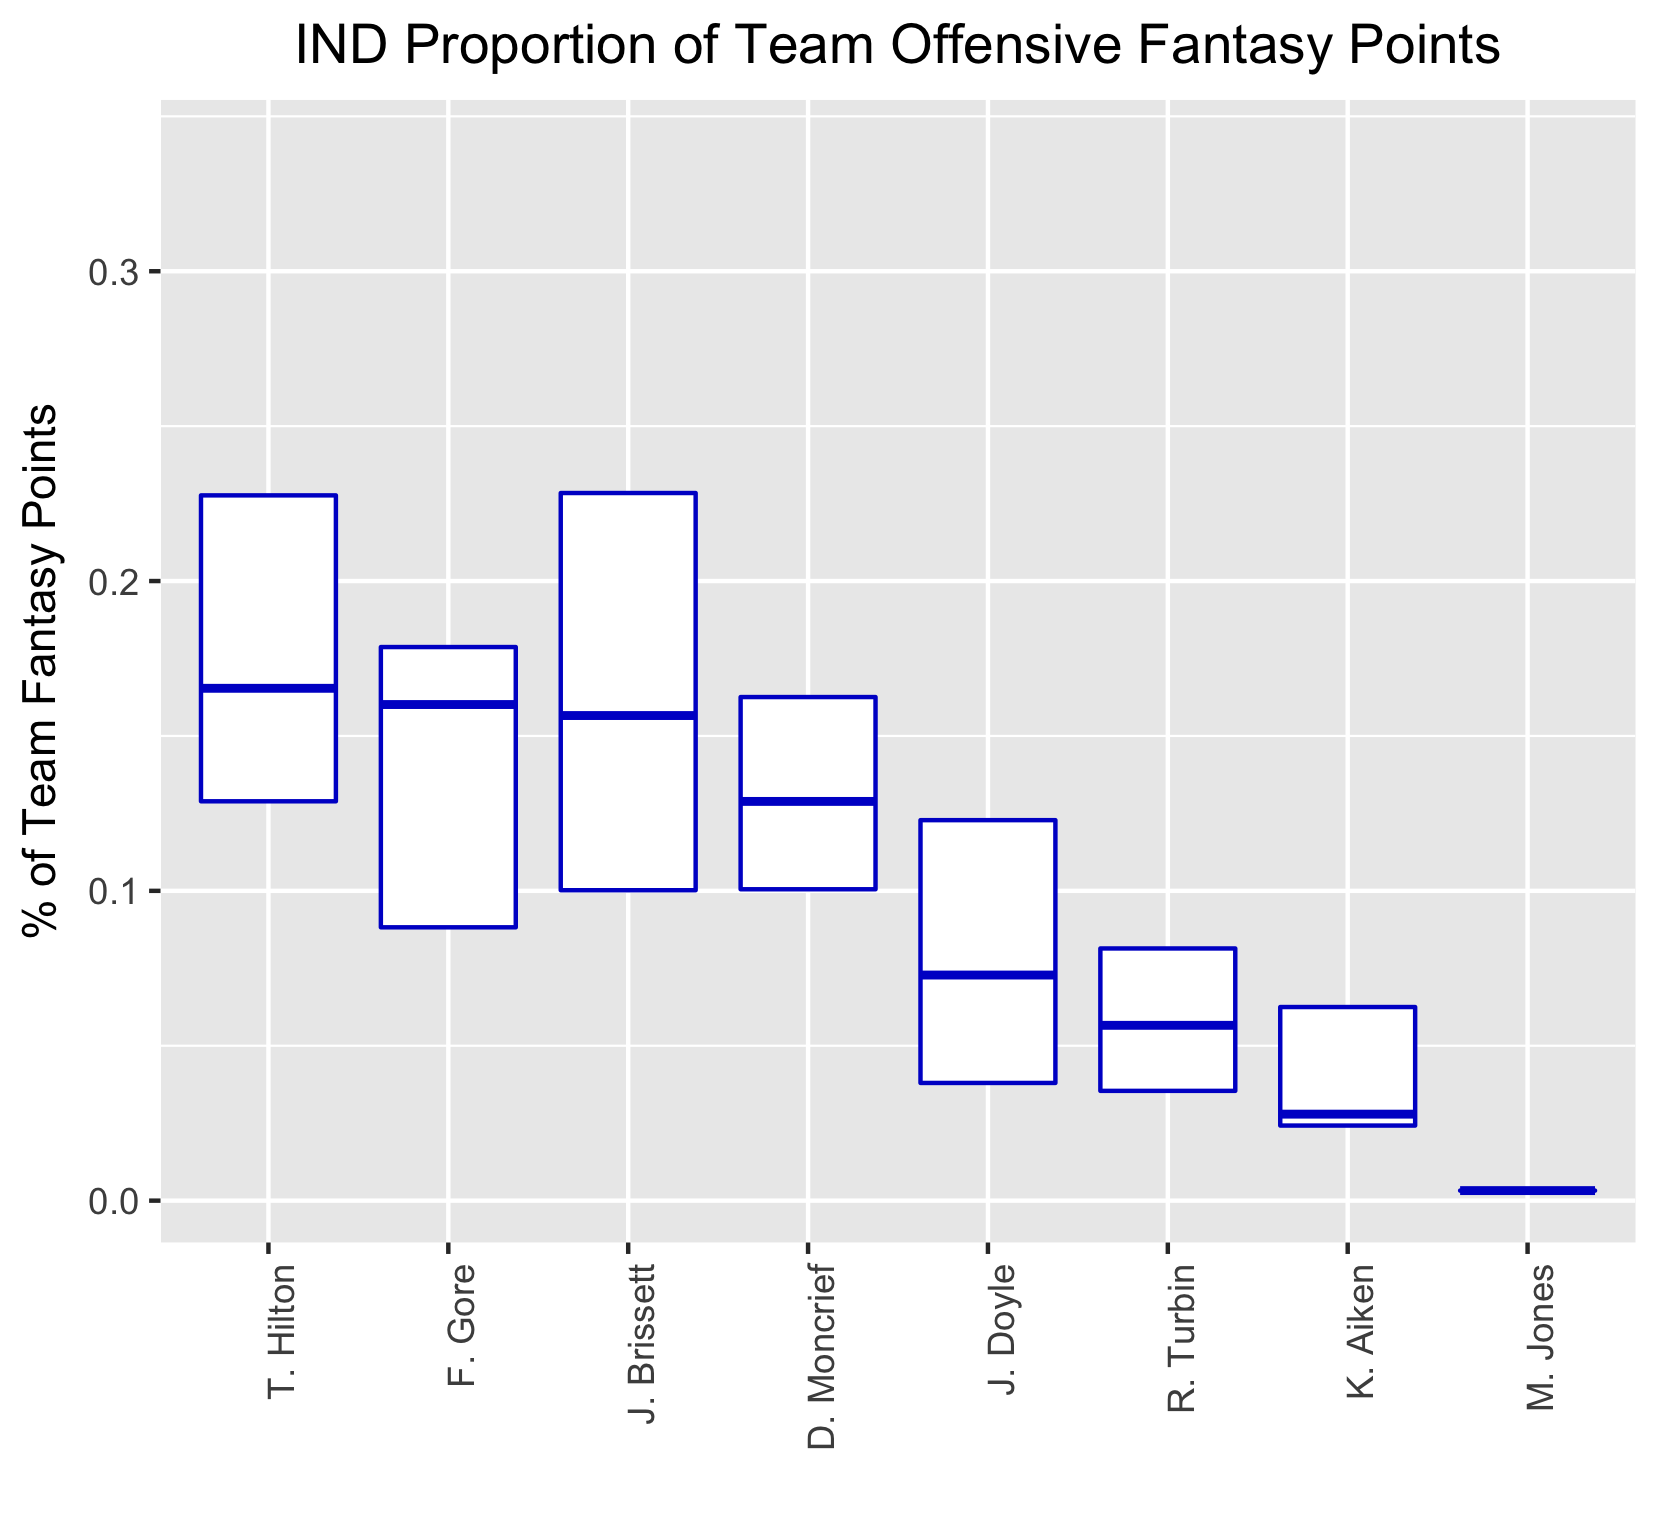 IND Proportion of Team Offensive Fantasy Points
% of Team Fantasy Points
0.3
0.2
0.1
0.0
T. Hilton
F. Gore
J. Brissett
D. Moncrief
J. Doyle
R. Turbin
K. Aiken
M. Jones